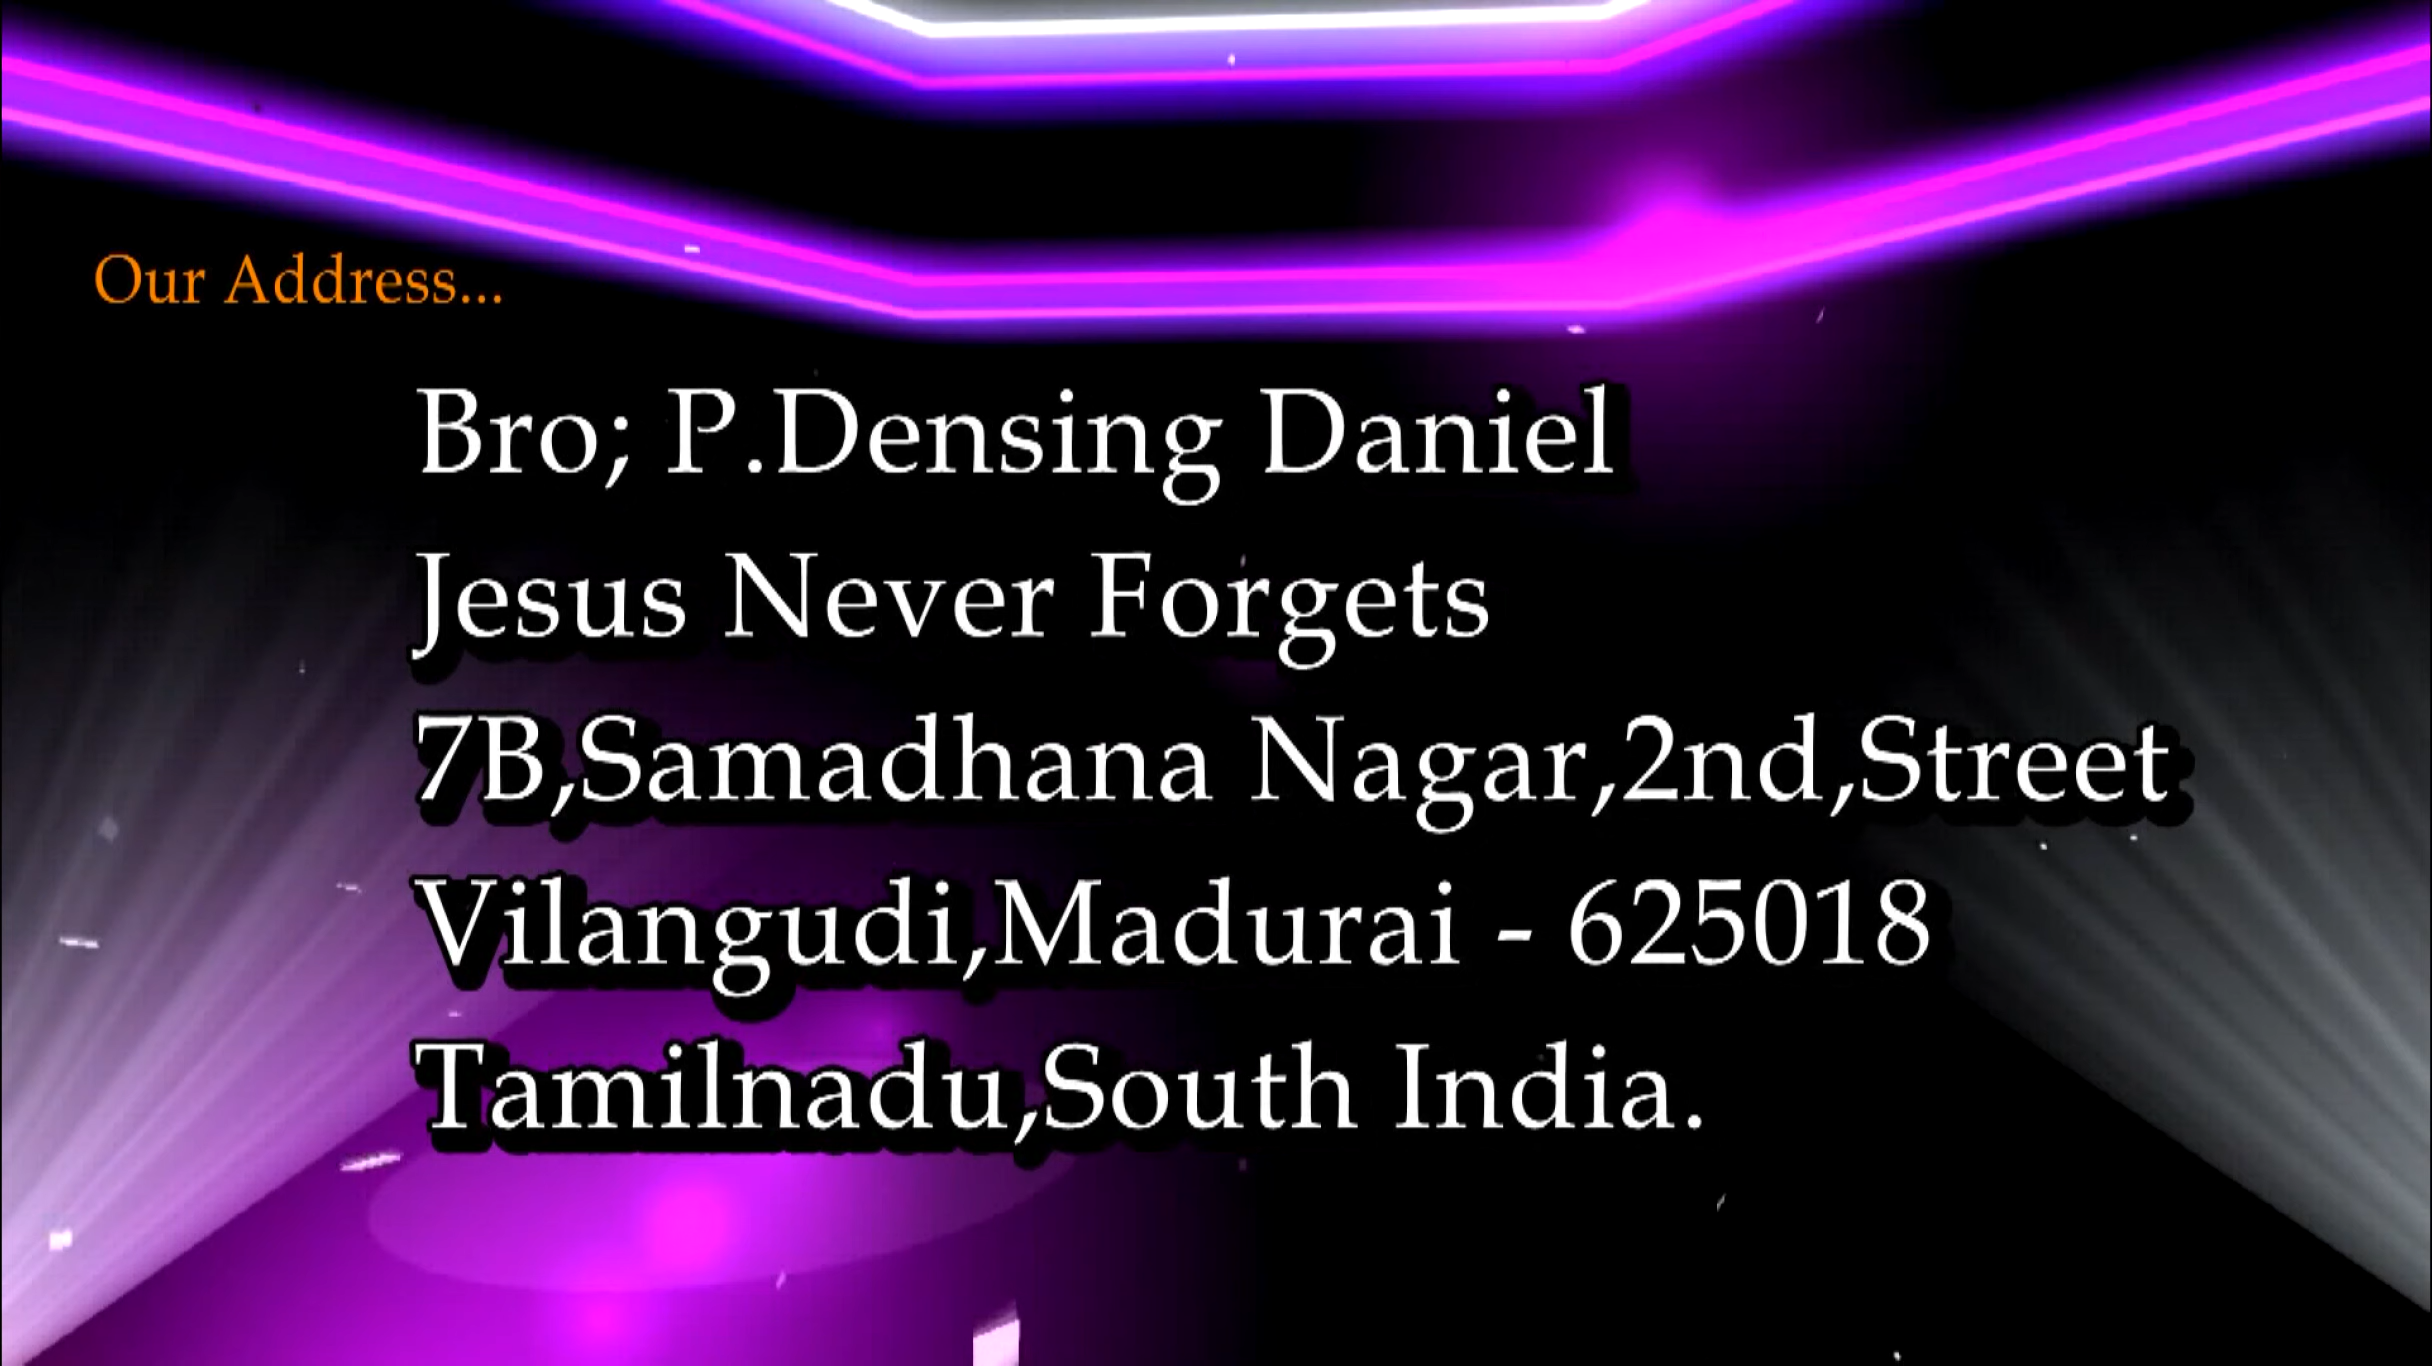 Our Address...
Bro; P.Densing Daniel
Jesus Never Forgets
7B,Samadhana Nagar,2nd,Street
Vilangudi,Madurai - 625018
Tamilnadu,South India.